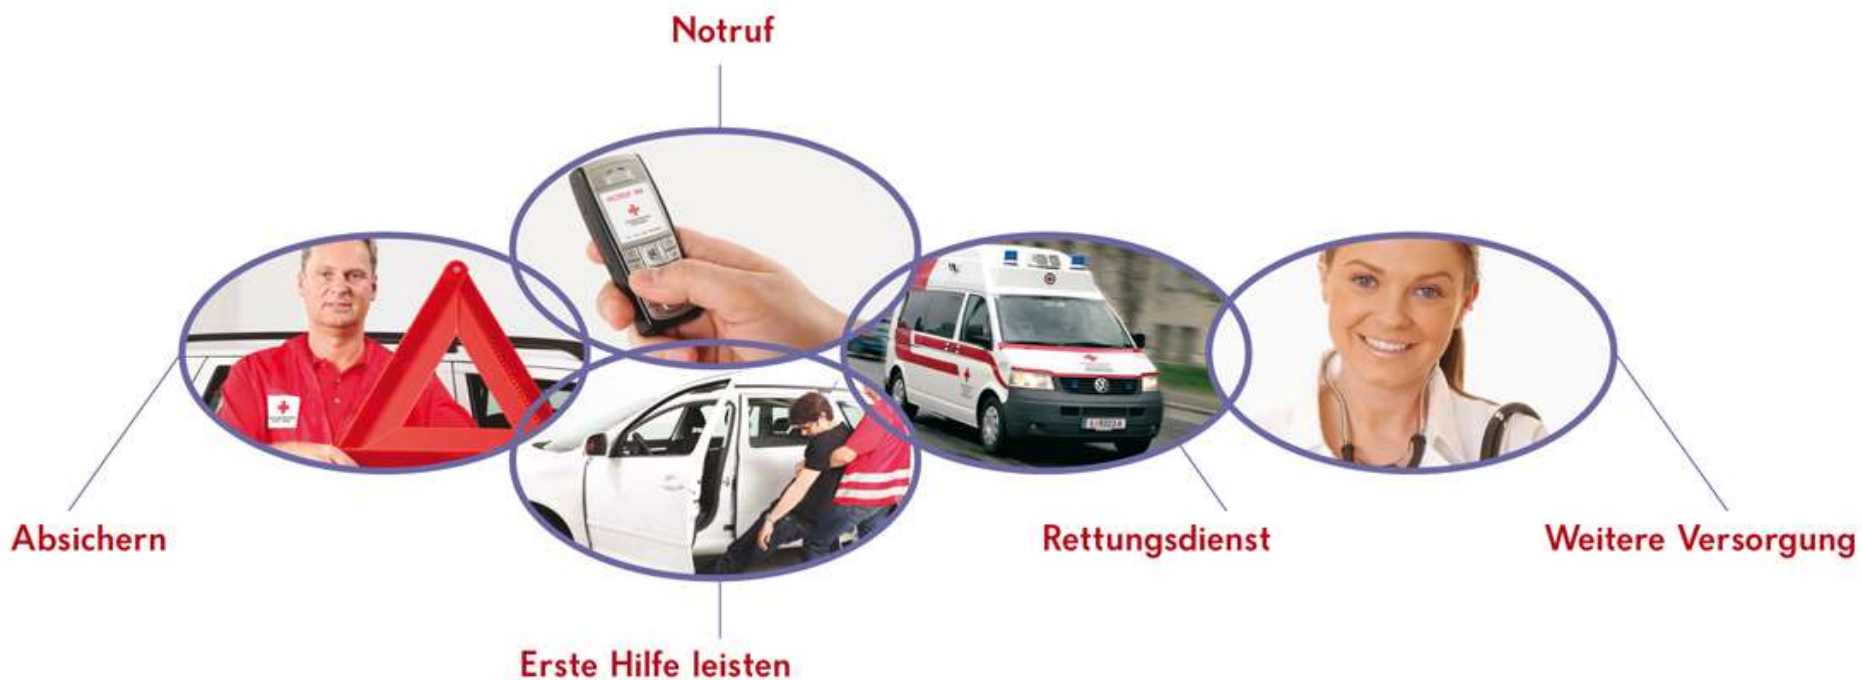 Notruf
Absichern
Rettungsdienst
Weitere Versorgung
Erste Hilfe leisten